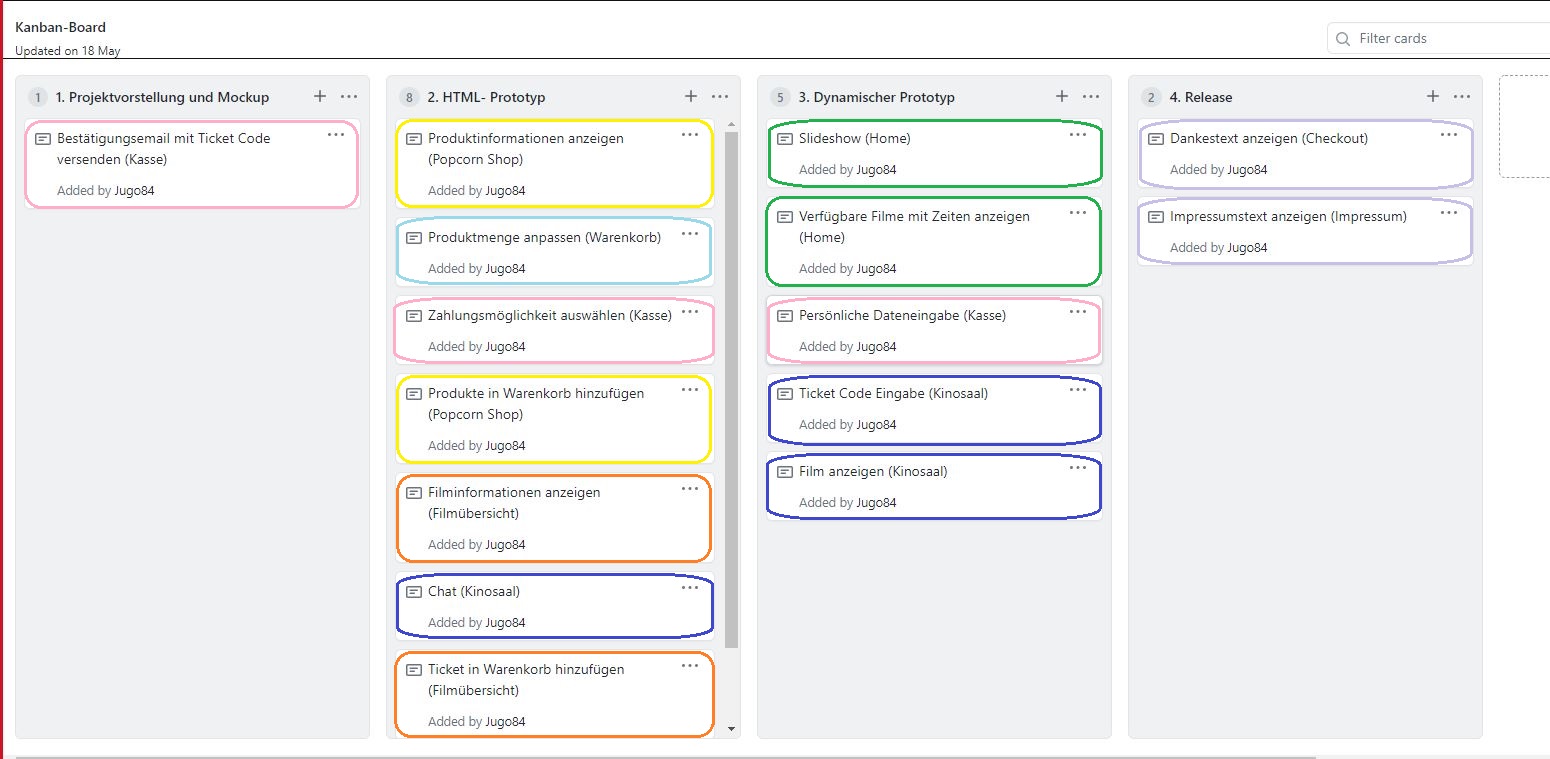 Kanban-Board
Updated on 18 May
Filter cards
1 1. Projektvorstellung und Mockup
Bestätigungsemail mit Ticket Code
versenden (Kasse)
Added by Jugo84
8 2. HTML- Prototyp
Produktinformationen anzeigen
(Popcorn Shop)
Added by Jugo84
Produktmenge anpassen (Warenkorb)
Added by Jugo84
Zahlungsmöglichkeit auswählen (Kasse)
Added by Jugo84
Produkte in Warenkorb hinzufügen
(Popcorn Shop)
Added by Jugo84
Filminformationen anzeigen
(Filmübersicht)
Added by Jugo84
Chat (Kinosaal)
Added by Jugo84
Ticket in Warenkorb hinzufügen
(Filmübersicht)
Added by Jugo84
5 3. Dynamischer Prototyp
Slideshow (Home)
Added by Jugo84
Verfügbare Filme mit Zeiten anzeigen
(Home)
Added by Jugo84
Persönliche Dateneingabe (Kasse)
Added by Jugo84
Ticket Code Eingabe (Kinosaal)
Added by Jugo84
Film anzeigen (Kinosaal)
Added by Jugo84
2 4. Release
Dankestext anzeigen (Checkout)
Added by Jugo84
Impressumstext anzeigen (Impressum)
Added by Jugo84